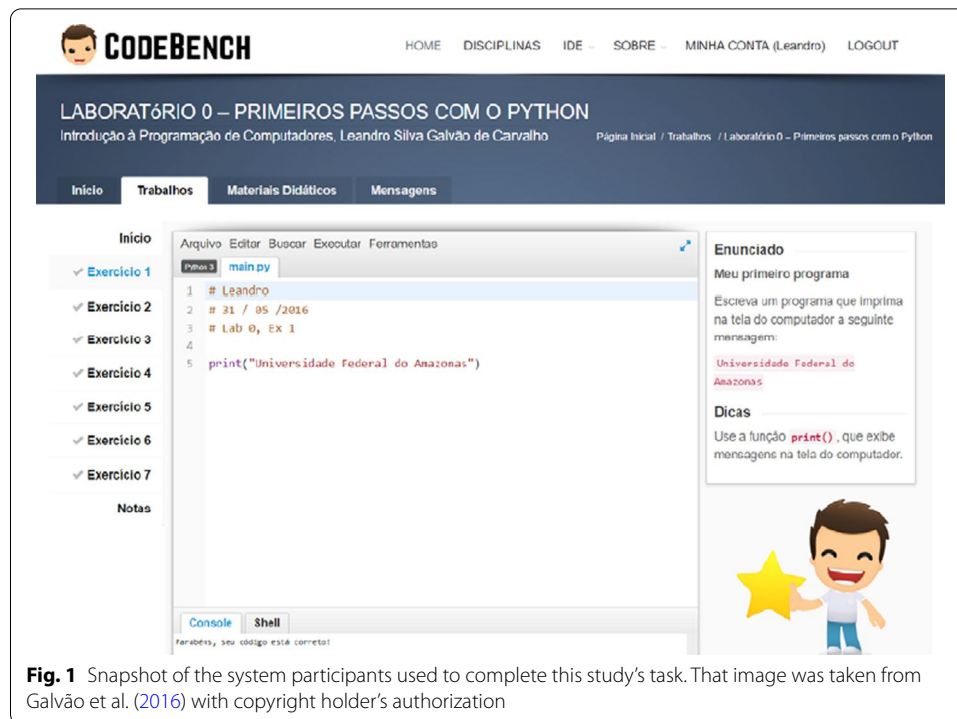 CODEBENCH
HOME DISCIPLINAS IDE SOBRE MINHA CONTA (Leandro) LOGOUT
LABORATóRIO 0 – PRIMEIROS PASSOS COM O PYTHON
Introdução à Programação de Computadores, Leandro Silva Galvão de Carvalho
Página Inicial / Trabalhos / Laboratório 0 – Primeiros passos com o Python
Início Trabalhos Materiais Didáticos Mensagens
Início
Exercício 1
Exercício 2
Exercício 3
Exercício 4
Exercício 5
Exercício 6
Exercício 7
Notas
Arquivo Editar Buscar Executar Ferramentas
Python 3 main.py
1 # Leandro
2 # 31 / 05 /2016
3 # Lab 0, Ex 1
4
5 print("Universidade Federal do Amazonas")
Console Shell
Parabéns, seu código está correto!
Enunciado
Meu primeiro programa
Escreva um programa que imprima
na tela do computador a seguinte
mensagem:
Universidade Federal do
Amazonas
Dicas
Use a função print(), que exibe
mensagens na tela do computador.
Fig. 1 Snapshot of the system participants used to complete this study's task. That image was taken from
Galvão et al. (2016) with copyright holder's authorization